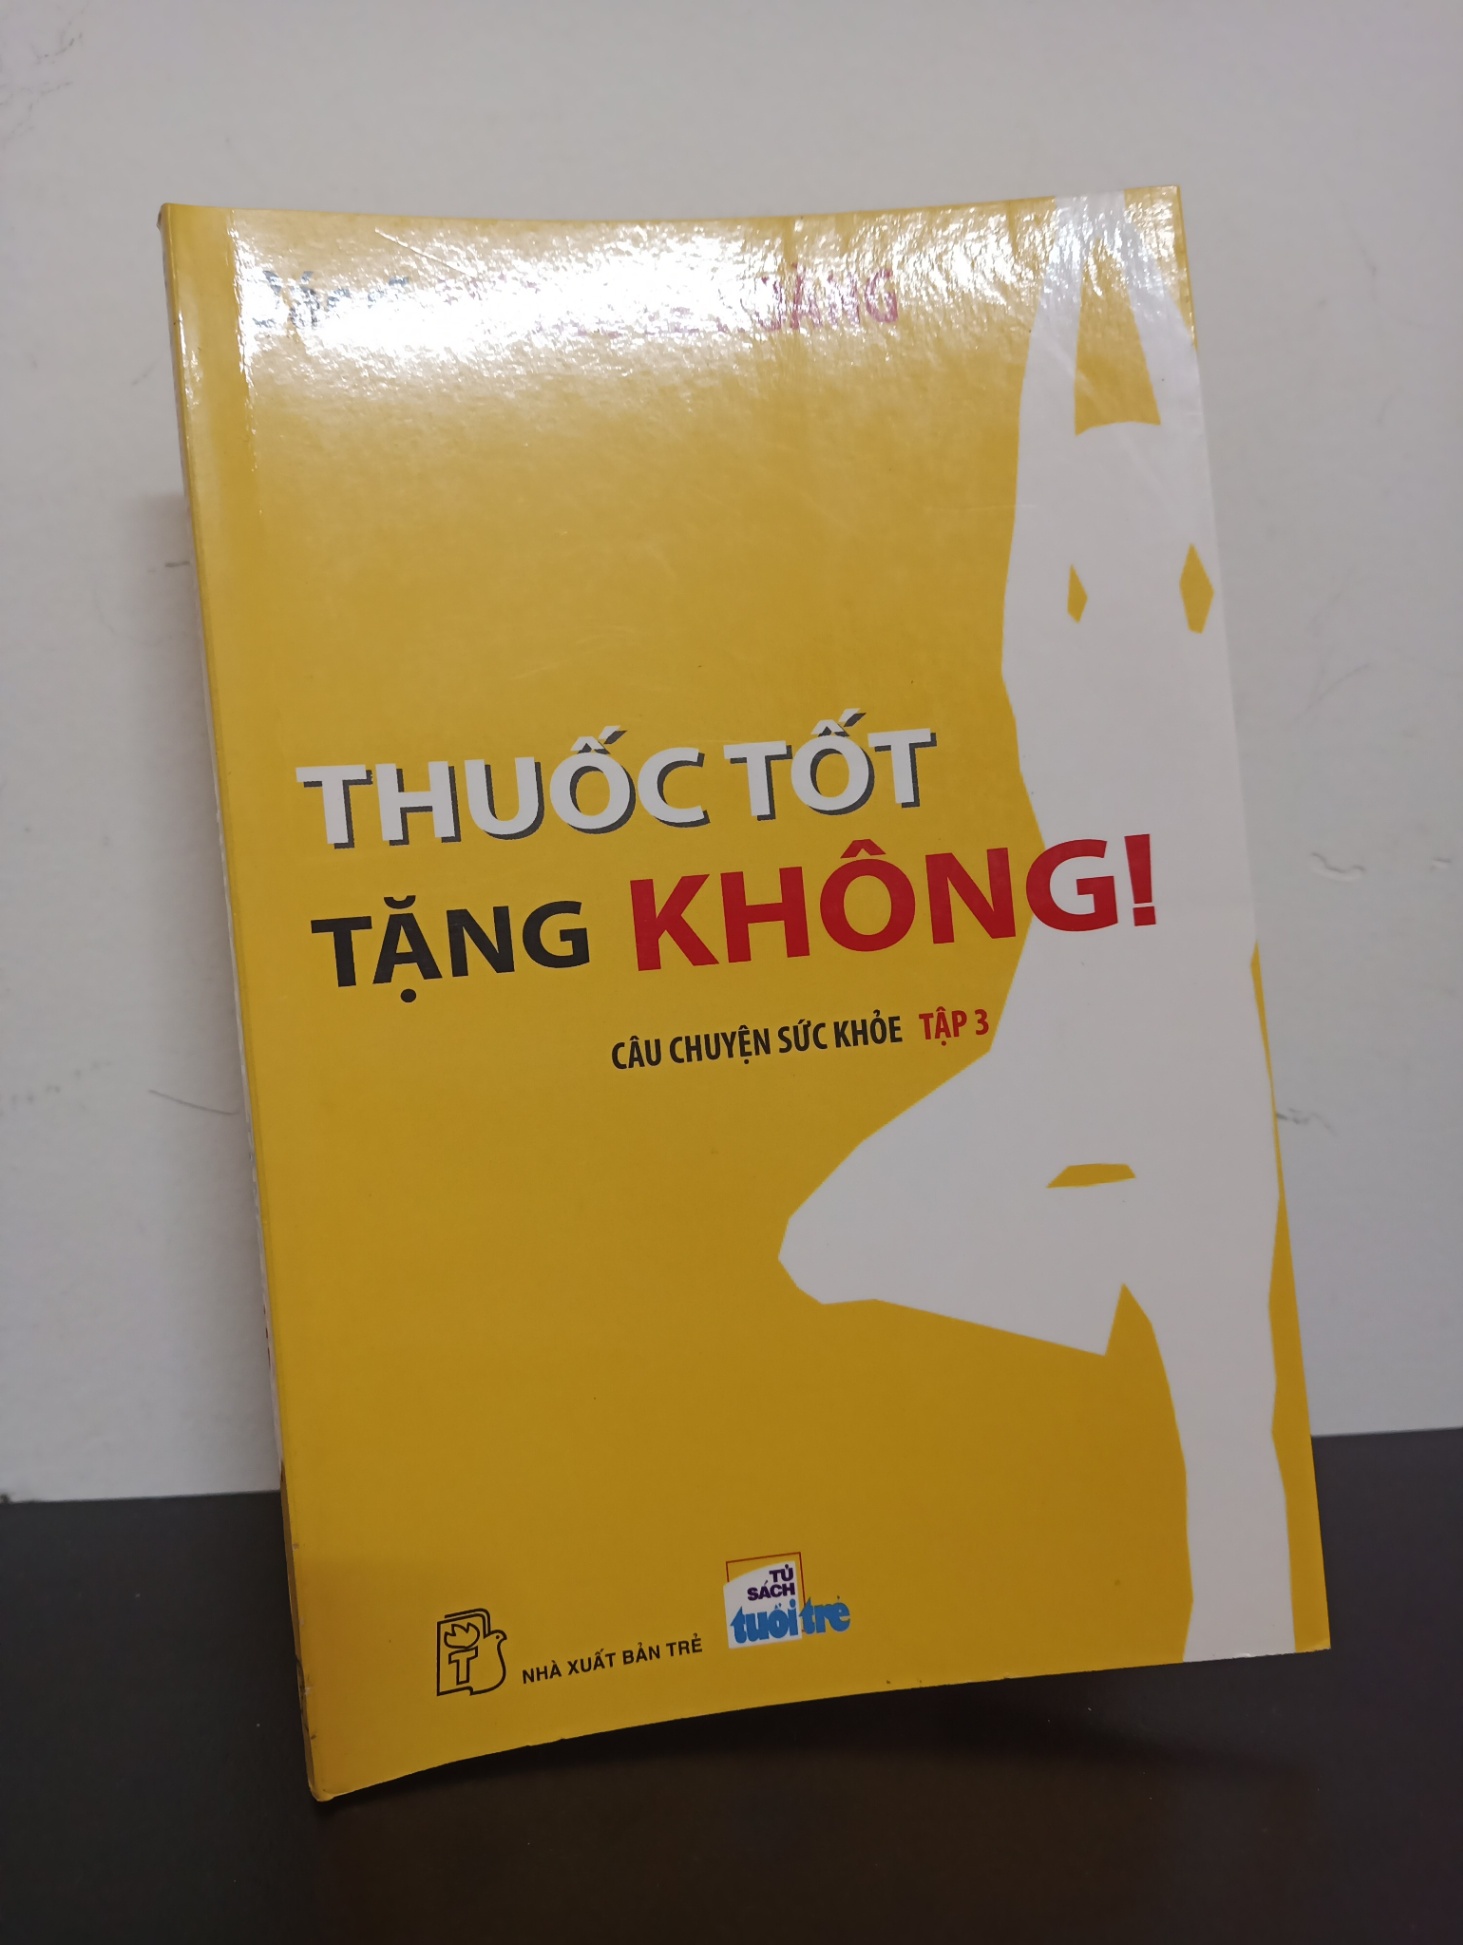 THUỐC TỐT
TẶNG KHÔNG!
CÂU CHUYỆN SỨC KHỎE TẬP 3
T
NHÀ XUẤT BẢN TRẺ
TỦ
SÁCH
tuổi trẻ